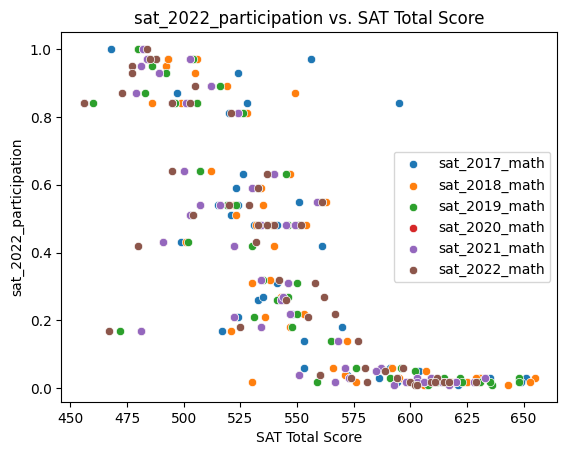 sat_2022_participation vs. SAT Total Score
1.0
0.8
0.6
0.4
0.2
0.0
sat_2022_participation
sat_2017_math
sat_2018_math
sat_2019_math
sat_2020_math
sat_2021_math
sat_2022_math
450 475 500 525 550 575 600 625 650
SAT Total Score